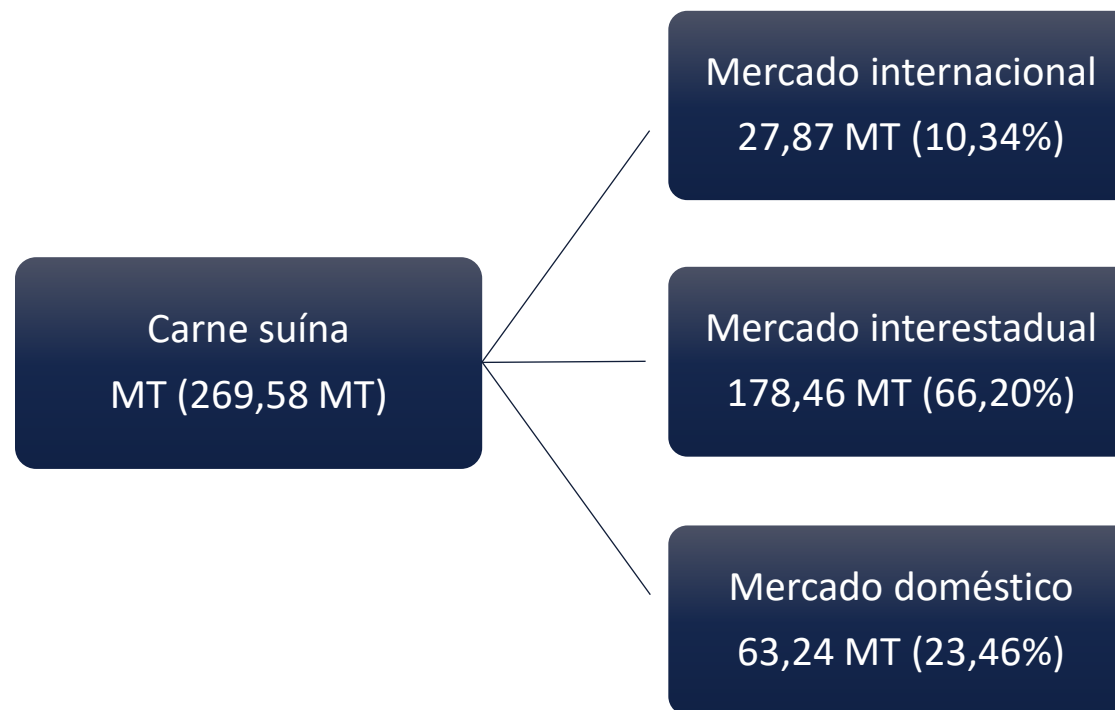 Mercado internacional
27,87 MT (10,34%)
Carne suína
MT (269,58 MT)
Mercado interestadual
178,46 MT (66,20%)
Mercado doméstico
63,24 MT (23,46%)